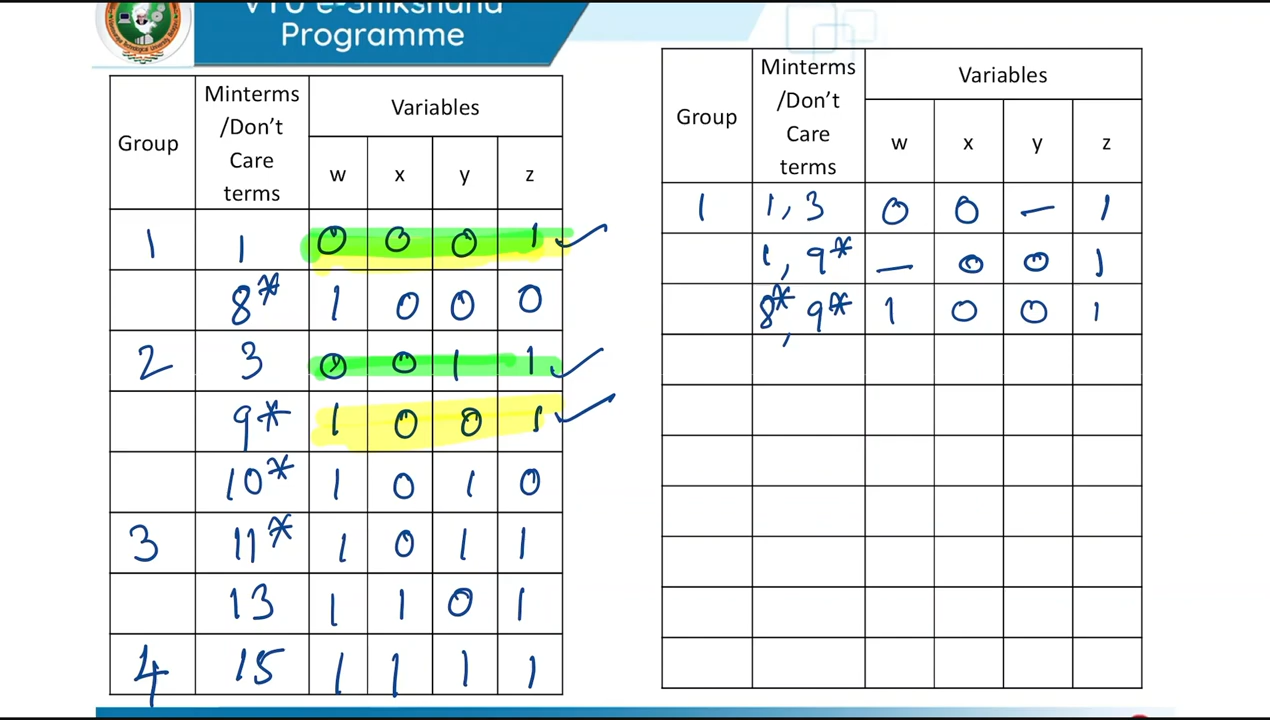 VTU e-Shikshana
Programme
Group
Minterms
/Don't
Care
terms
Variables
w x y z
1 1 0 0 0 1 ✓
8* 1 0 0 0
2 3 0 0 1 1 ✓
9* 1 0 0 1 ✓
10* 1 0 1 0
3 11* 1 0 1 1
13 1 1 0 1
4 15 1 1 1 1
Group
Minterms
/Don't
Care
terms
Variables
w x y z
1 1, 3 0 0 – 1
1, 9* – 0 0 1
8*, 9* 1 0 0 1